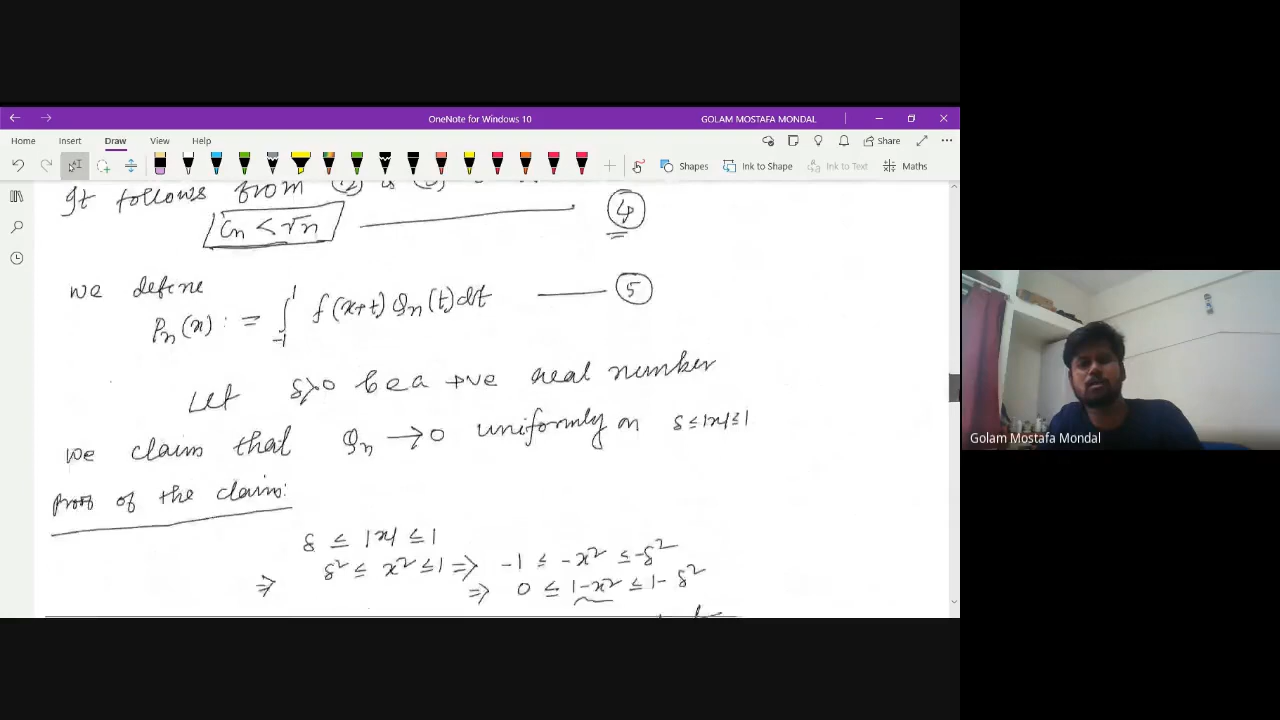 OneNote for Windows 10
GOLAM MOSTAFA MONDAL
Home Insert Draw View Help
Share
Shapes Ink to Shape Ink to Text Maths
It follows from
Cn < √n ④
we define
Pn(x) := ∫_{-1}^{1} f(x+t) Qn(t) dt ⑤
Let δ>0 be a +ve real number
we claim that Qn → 0 uniformly on δ ≤ |x| ≤ 1
Proof of the claim:
δ ≤ |x| ≤ 1
⇒ δ² ≤ x² ≤ 1 ⇒ -1 ≤ -x² ≤ -δ²
⇒ 0 ≤ 1-x² ≤ 1-δ²
Golam Mostafa Mondal